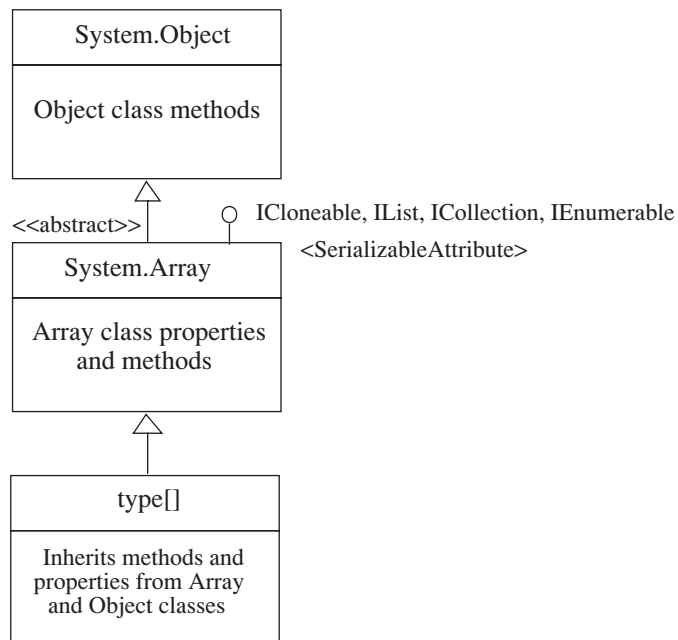 System.Object
Object class methods
<<abstract>>
ICloneable, IList, ICollection, IEnumerable
<SerializableAttribute>
System.Array
Array class properties
and methods
type[]
Inherits methods and
properties from Array
and Object classes